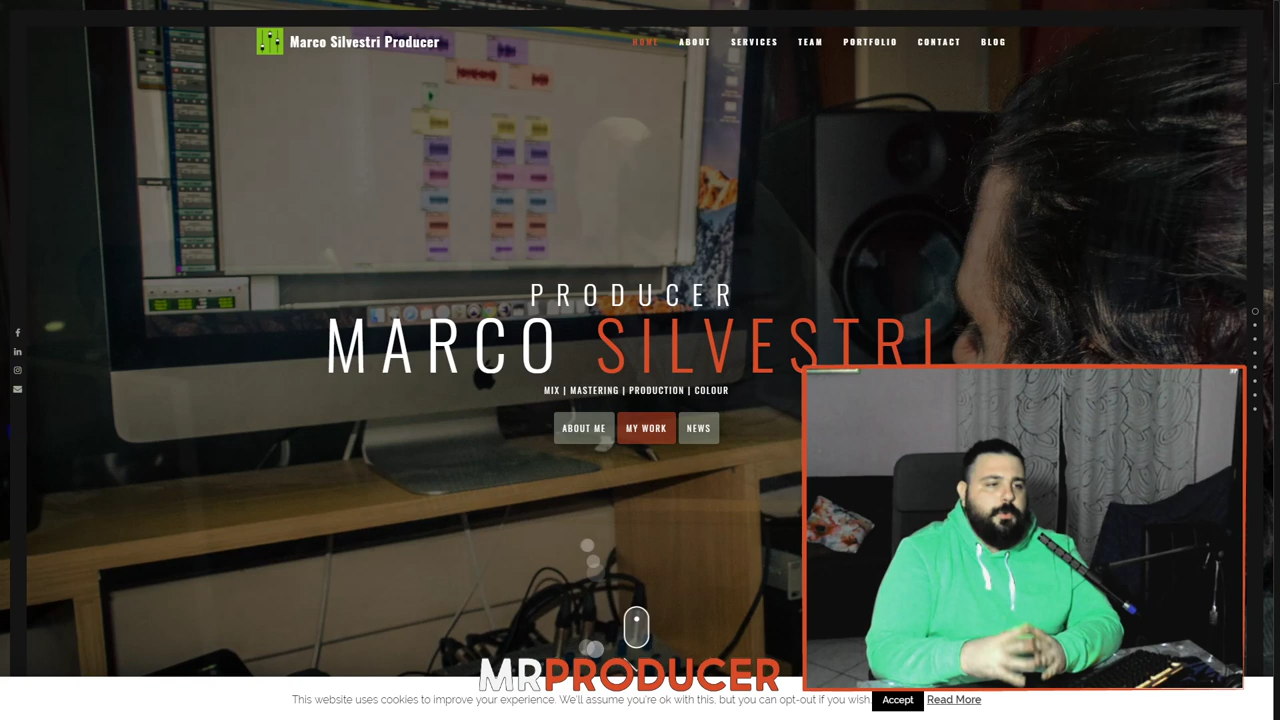 Marco Silvestri Producer
HOME ABOUT SERVICES TEAM PORTFOLIO CONTACT BLOG
PRODUCER
MARCO SILVESTRI
MIX | MASTERING | PRODUCTION | COLOUR
ABOUT ME MY WORK NEWS
MRPRODUCER
This website uses cookies to improve your experience. We'll assume you're ok with this, but you can opt-out if you wish. Accept Read More